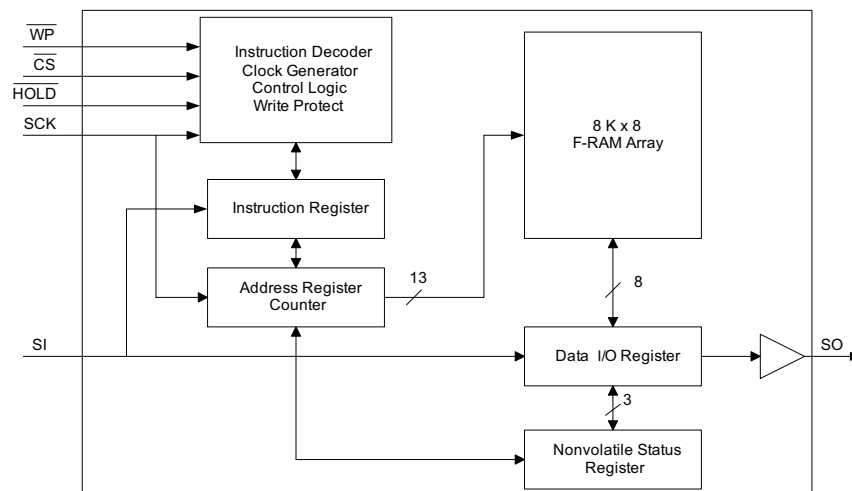 WP
CS
HOLD
SCK
Instruction Decoder
Clock Generator
Control Logic
Write Protect
8 K x 8
F-RAM Array
Instruction Register
Address Register
Counter
13
8
SI
Data I/O Register
SO
3
Nonvolatile Status
Register